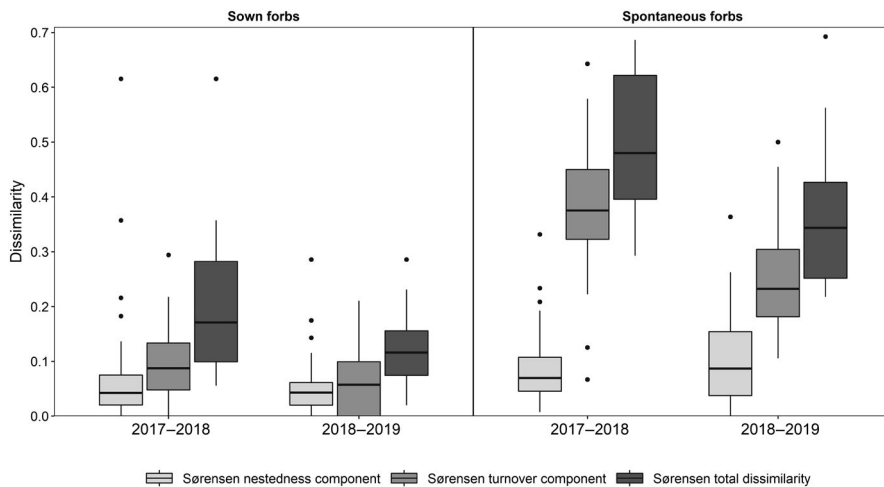 Sown forbs
Spontaneous forbs
Dissimilarity
0.7
0.6
0.5
0.4
0.3
0.2
0.1
0.0
2017–2018
2018–2019
2017–2018
2018–2019
Sørensen nestedness component
Sørensen turnover component
Sørensen total dissimilarity